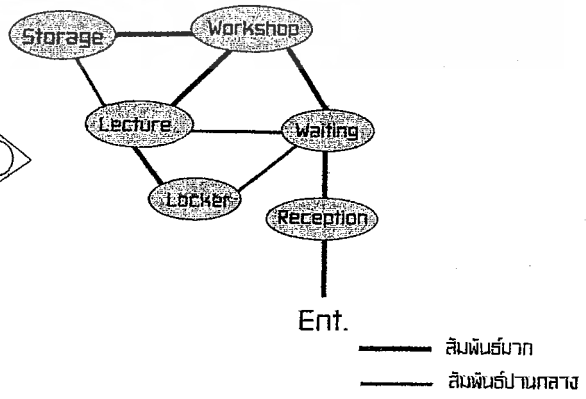 Storage
Workshop
Lecture
Waiting
Locker
Reception
Ent.
สัมพันธ์มาก
สัมพันธ์ปานกลาง